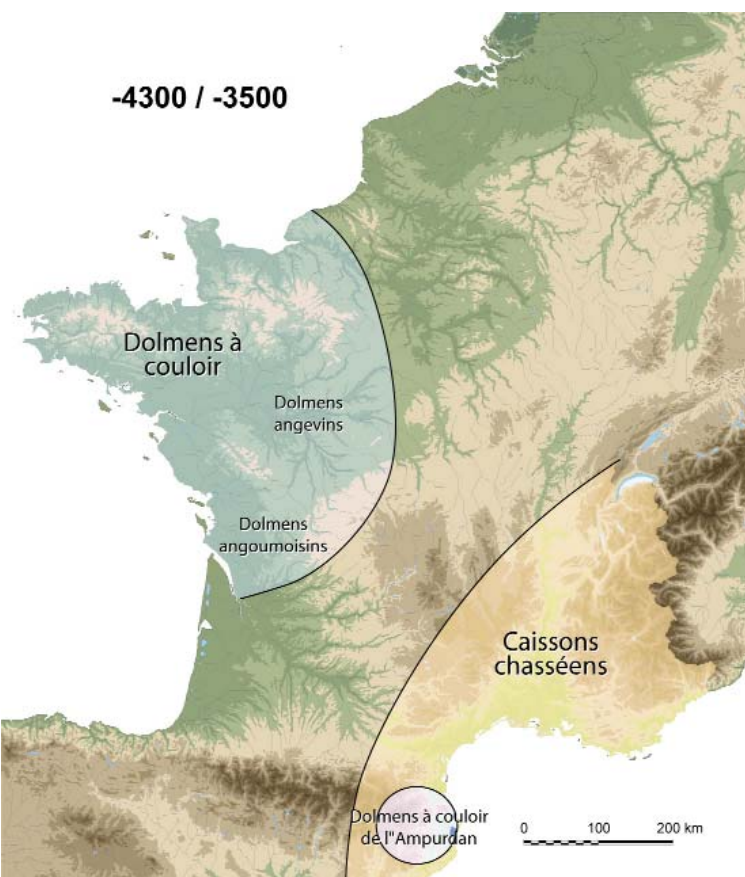 -4300 / -3500
Dolmens à
couloir
Dolmens
angevins
Dolmens
angoumoisins
Caissons
chasséens
Dolmens à couloir
de l''Ampurdan
0 100 200 km